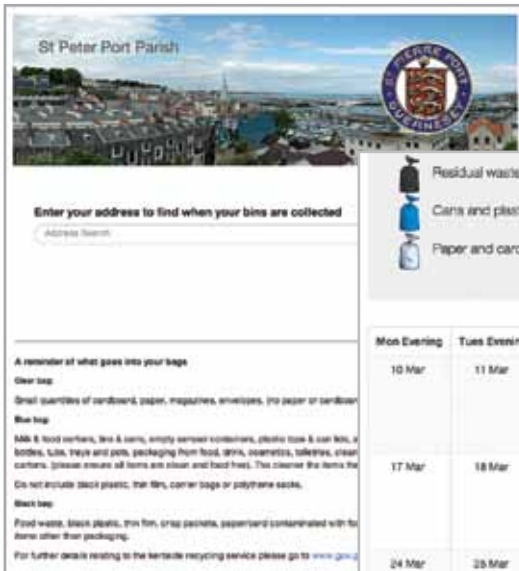 St Peter Port Parish
ST PIERRE PORT
GUERNESEY
Enter your address to find when your bins are collected
Address Search
A reminder of what goes into your bags
Clear bag
Small quantities of cardboard, paper, magazines, envelopes. (no paper or cardboar
Blue bag
Milk & food cartons, tins & cans, empty aerosol containers, plastic tops & can lids,
bottles, tubs, trays and pots, packaging from food, drink, cosmetics, toiletries, clean
cartons. (please ensure all items are clean and food free). The cleaner the items the
Do not include black plastic, thin film, carrier bags or polythene sacks.
Black bag
Food waste, black plastic, thin film, crisp packets, paper/card contaminated with fo
items other than packaging.
For further details relating to the kerbside recycling service please go to www.gov.g
Residual waste
Cans and plast
Paper and card
Mon Evening Tues Evenin
10 Mar 11 Mar
17 Mar 18 Mar
24 Mar 25 Mar